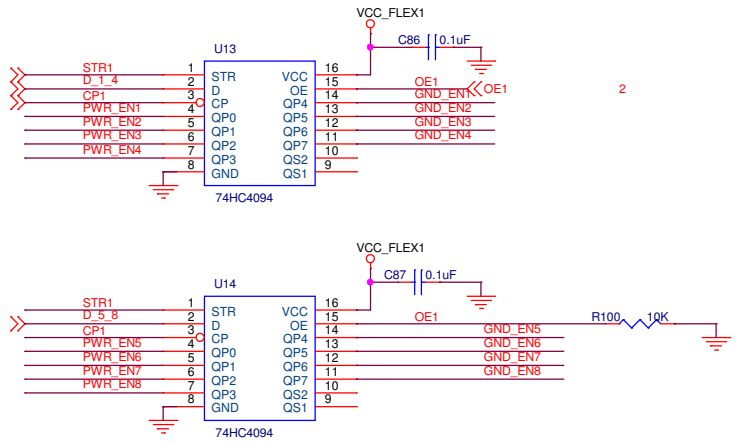 VCC_FLEX1
C86 0.1uF
U13
STR1 1 STR VCC 16
D_1_4 2 D OE 15 OE1 OE1 2
CP1 3 CP QP4 14 GND_EN1
PWR_EN1 4 QP0 QP5 13 GND_EN2
PWR_EN2 5 QP1 QP6 12 GND_EN3
PWR_EN3 6 QP2 QP7 11 GND_EN4
PWR_EN4 7 QP3 QS2 10
8 GND QS1 9
74HC4094
VCC_FLEX1
C87 0.1uF
U14
STR1 1 STR VCC 16
D_5_8 2 D OE 15 OE1 R100 10K
CP1 3 CP QP4 14 GND_EN5
PWR_EN5 4 QP0 QP5 13 GND_EN6
PWR_EN6 5 QP1 QP6 12 GND_EN7
PWR_EN7 6 QP2 QP7 11 GND_EN8
PWR_EN8 7 QP3 QS2 10
8 GND QS1 9
74HC4094